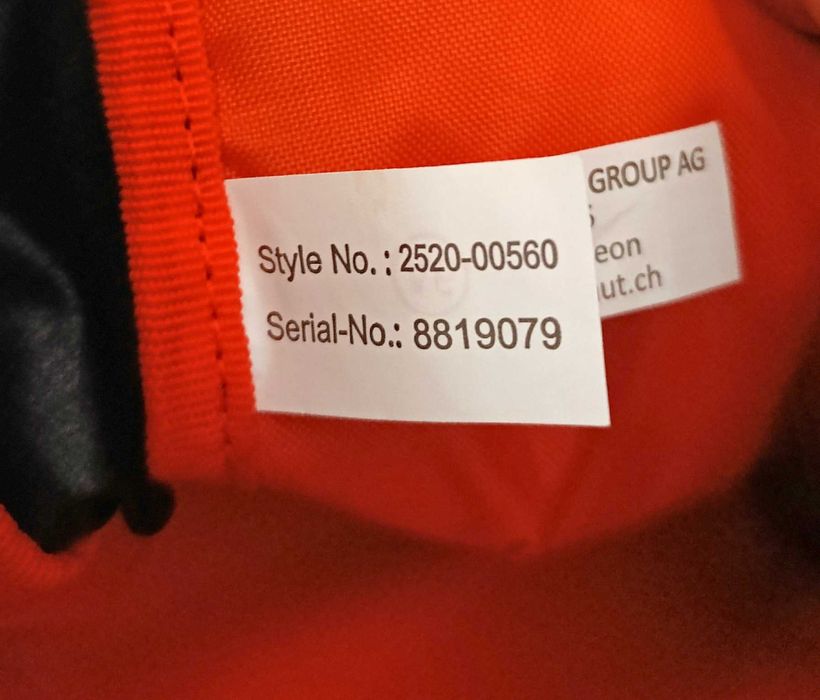 Style No.: 2520-00560
Serial-No.: 8819079
GROUP AG
eon
ut.ch